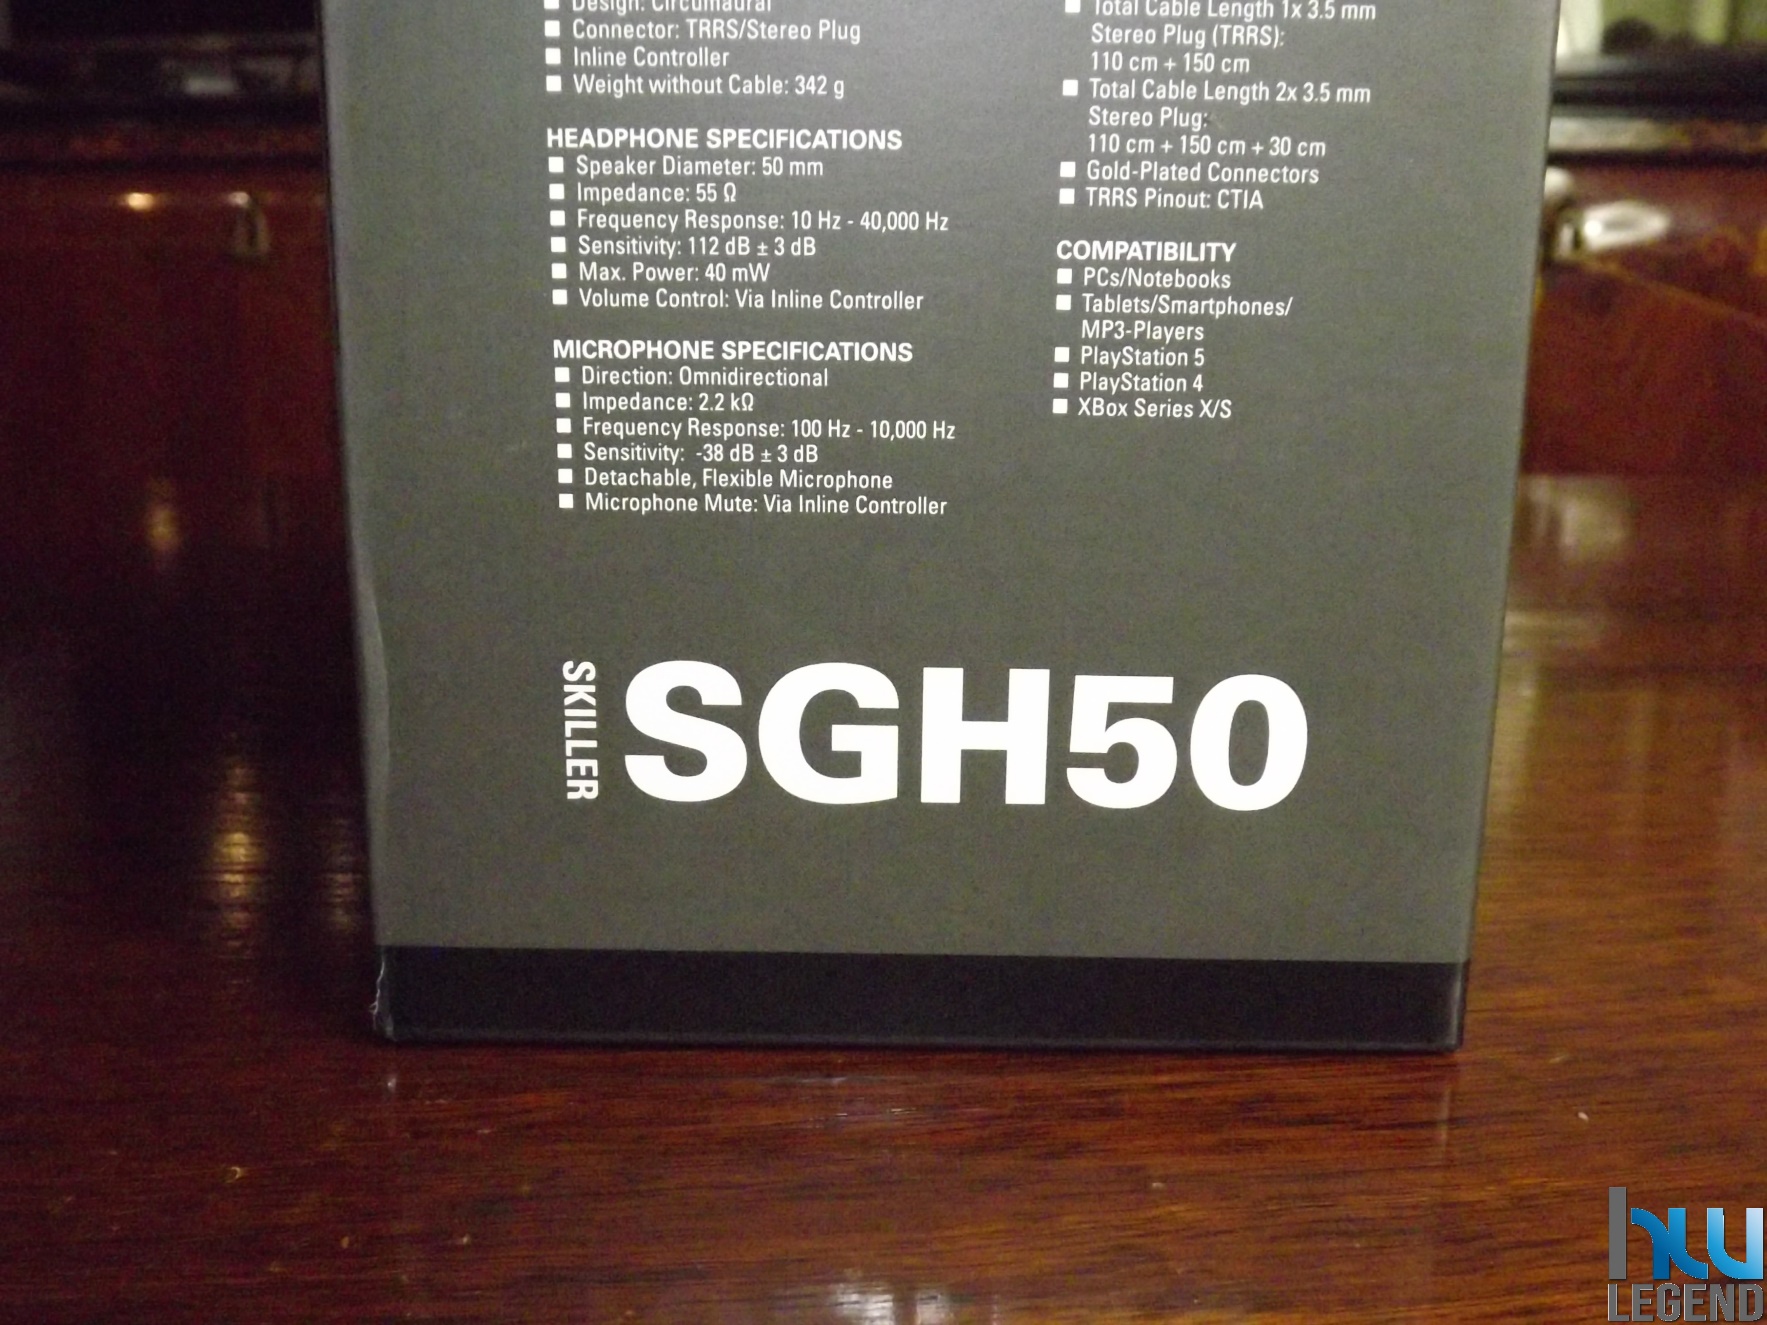 Design: Circumaural
Connector: TRRS/Stereo Plug
Inline Controller
Weight without Cable: 342 g
HEADPHONE SPECIFICATIONS
Speaker Diameter: 50 mm
Impedance: 55 Ω
Frequency Response: 10 Hz - 40,000 Hz
Sensitivity: 112 dB ± 3 dB
Max. Power: 40 mW
Volume Control: Via Inline Controller
MICROPHONE SPECIFICATIONS
Direction: Omnidirectional
Impedance: 2.2 kΩ
Frequency Response: 100 Hz - 10,000 Hz
Sensitivity: -38 dB ± 3 dB
Detachable, Flexible Microphone
Microphone Mute: Via Inline Controller
Total Cable Length 1x 3.5 mm
Stereo Plug (TRRS):
110 cm + 150 cm
Total Cable Length 2x 3.5 mm
Stereo Plug:
110 cm + 150 cm + 30 cm
Gold-Plated Connectors
TRRS Pinout: CTIA
COMPATIBILITY
PCs/Notebooks
Tablets/Smartphones/
MP3-Players
PlayStation 5
PlayStation 4
XBox Series X/S
SKILLER
SGH50
hw
LEGEND